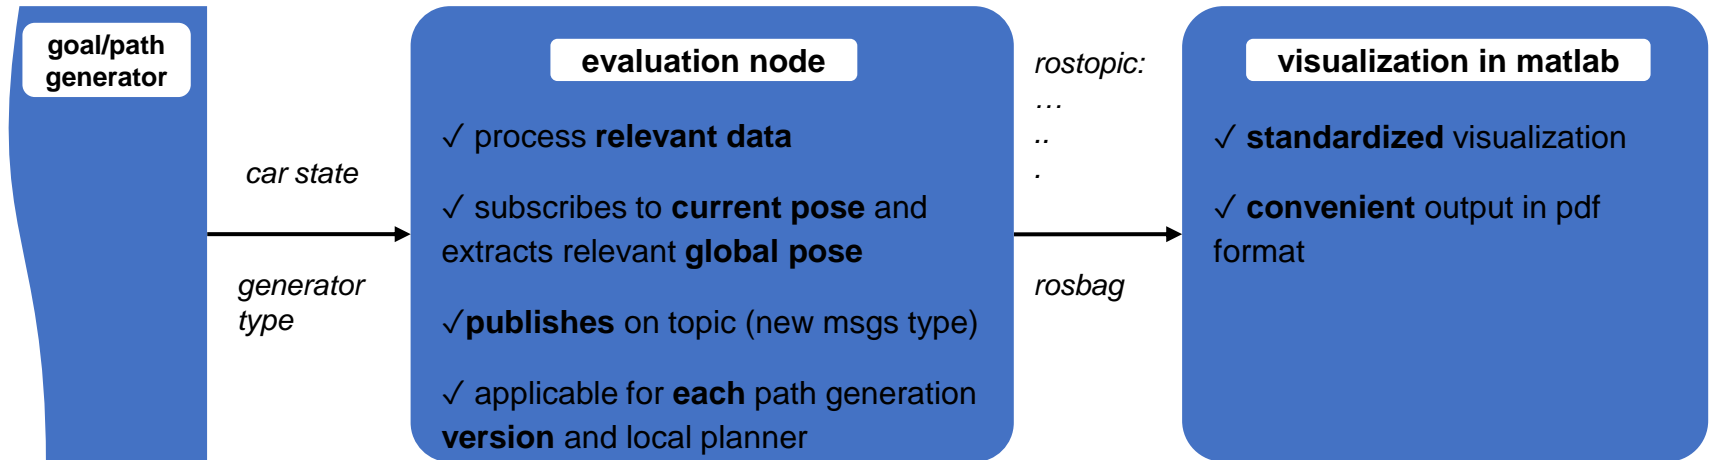 goal/path
generator
car state
generator
type
evaluation node
✓ process relevant data
✓ subscribes to current pose and
extracts relevant global pose
✓publishes on topic (new msgs type)
✓ applicable for each path generation
version and local planner
rostopic:
…
..
.
rosbag
visualization in matlab
✓ standardized visualization
✓ convenient output in pdf
format